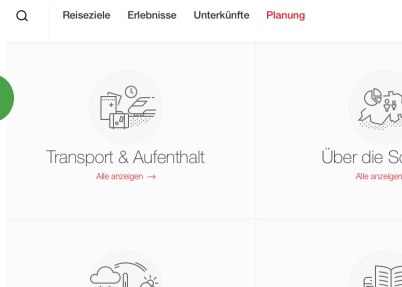 Reiseziele Erlebnisse Unterkünfte Planung
Transport & Aufenthalt
Alle anzeigen →
Über die
Alle anzeigen